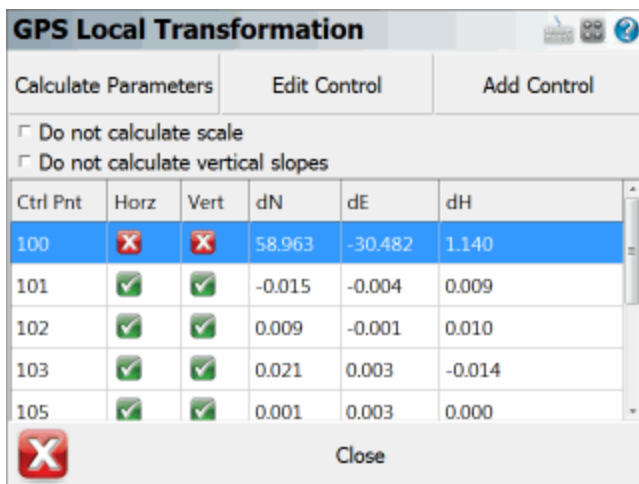 GPS Local Transformation
Calculate Parameters Edit Control Add Control
Do not calculate scale
Do not calculate vertical slopes
Ctrl Pnt Horz Vert dN dE dH
100 58.963 -30.482 1.140
101 -0.015 -0.004 0.009
102 0.009 -0.001 0.010
103 0.021 0.003 -0.014
105 0.001 0.003 0.000
Close